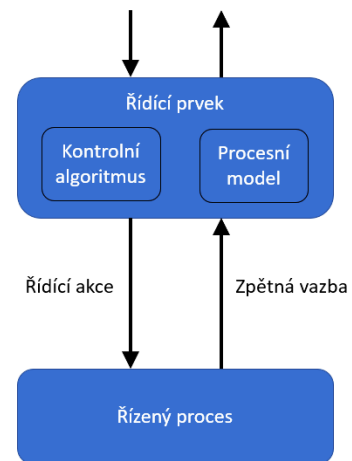 Řídící prvek
Kontrolní
algoritmus
Procesní
model
Řídící akce
Zpětná vazba
Řízený proces